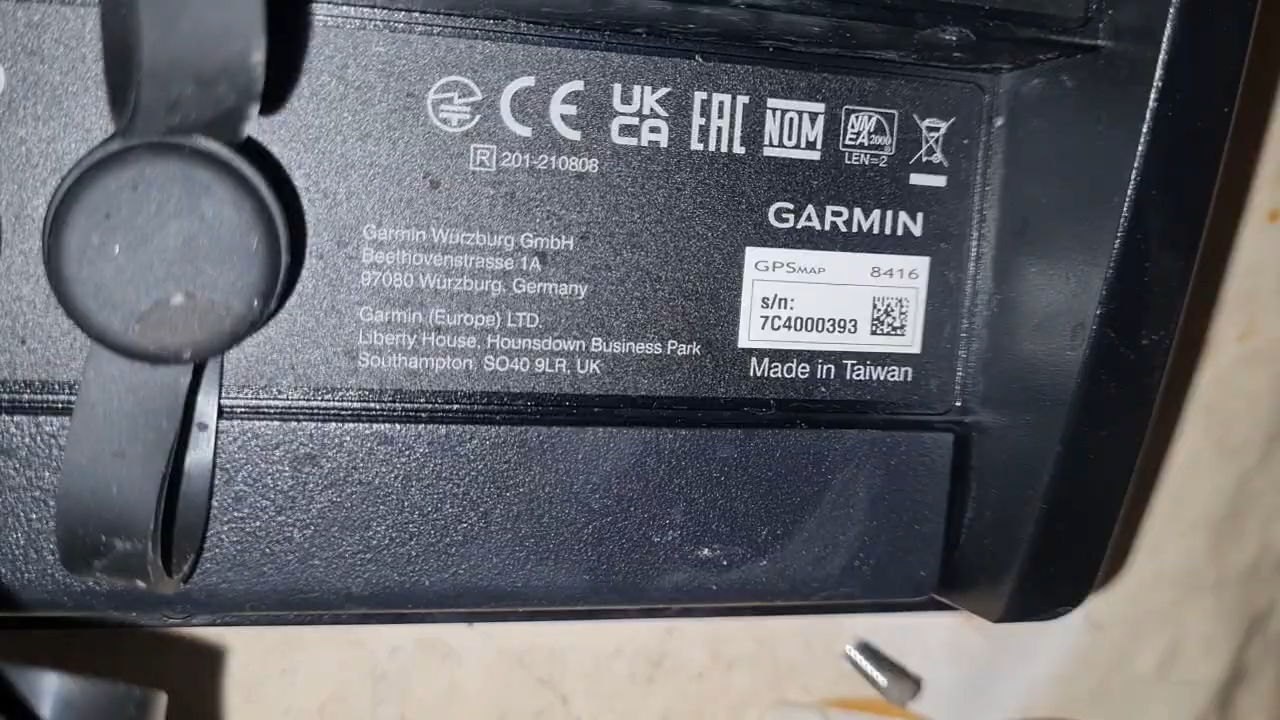 CE
UK
CA
EAC
NOM
NMEA 2000
LEN=2
R 201-210808
GARMIN
Garmin Würzburg GmbH
Beethovenstrasse 1A
97080 Würzburg, Germany
Garmin (Europe) LTD.
Liberty House, Hounsdown Business Park
Southampton, SO40 9LR, UK
GPSMAP 8416
s/n:
7C4000393
Made in Taiwan